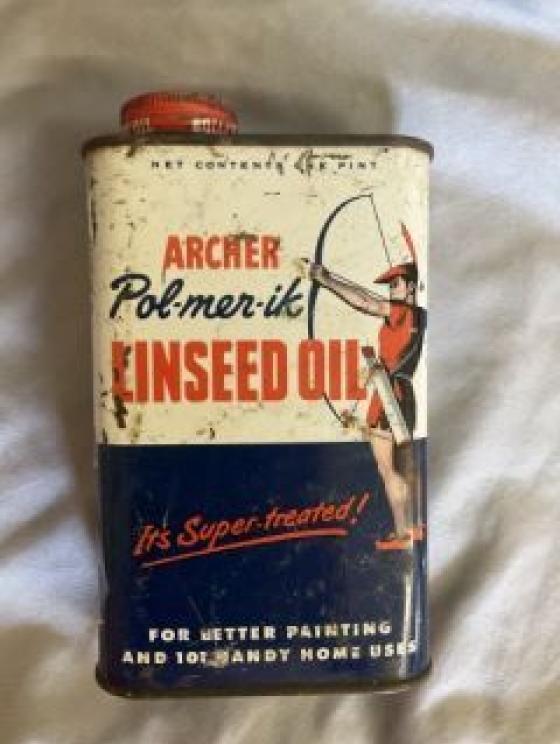 NET CONTENTS ONE PINT
ARCHER
Pol-mer-ik
LINSEED OIL
It's Super-treated!
FOR BETTER PAINTING
AND 101 HANDY HOME USES